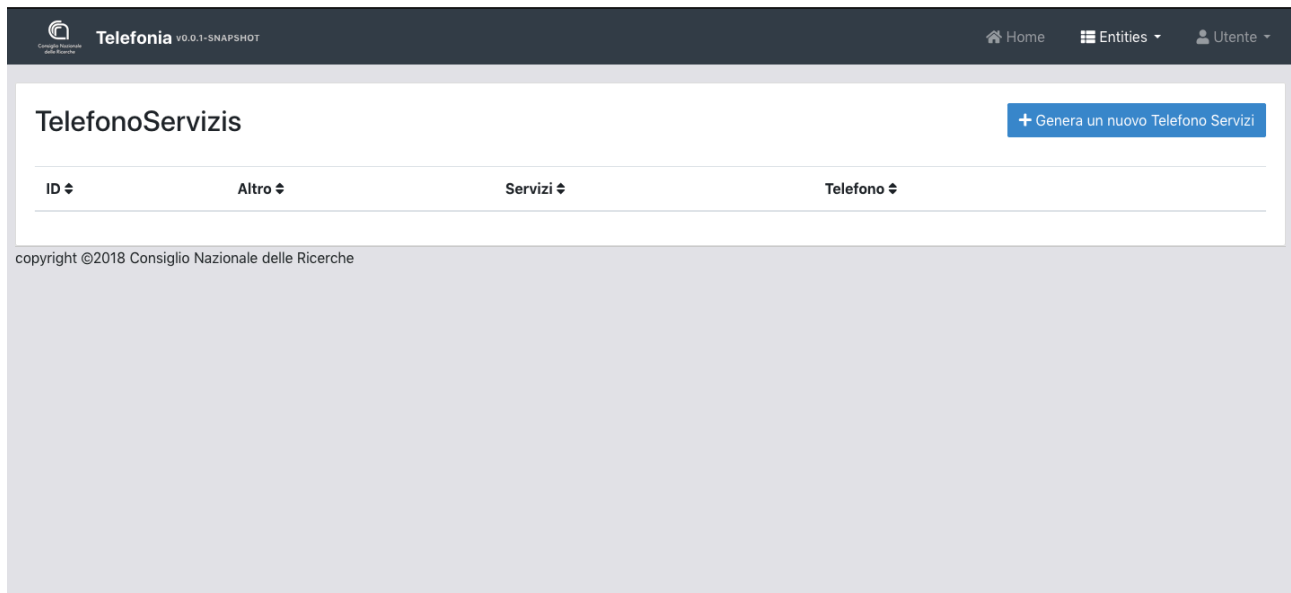 Consiglio Nazionale
delle Ricerche
Telefonia v0.0.1-SNAPSHOT
Home Entities Utente
TelefonoServizis
+ Genera un nuovo Telefono Servizi
ID Altro Servizi Telefono
copyright ©2018 Consiglio Nazionale delle Ricerche